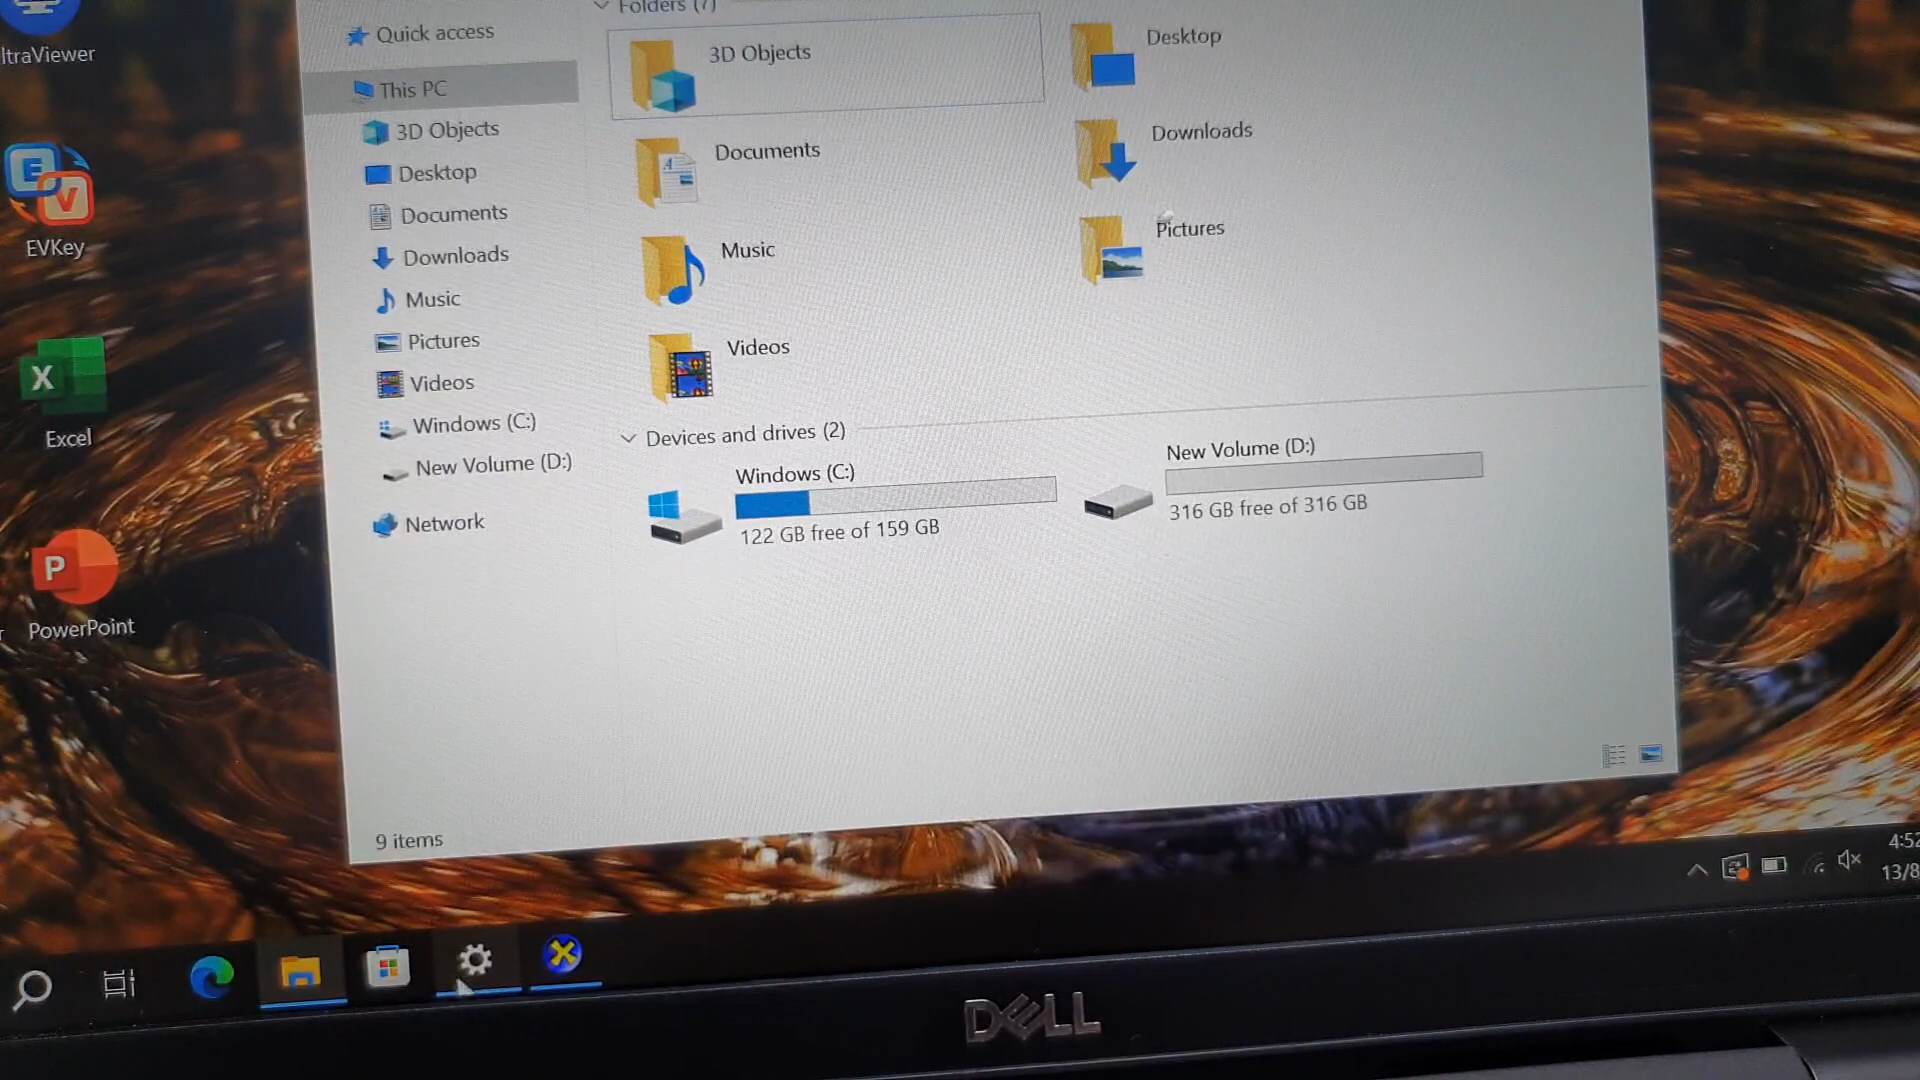 ltraViewer
EVKey
Excel
PowerPoint
Quick access
This PC
3D Objects
Desktop
Documents
Downloads
Music
Pictures
Videos
Windows (C:)
New Volume (D:)
Network
Folders (7)
3D Objects
Desktop
Documents
Downloads
Music
Pictures
Videos
Devices and drives (2)
Windows (C:)
122 GB free of 159 GB
New Volume (D:)
316 GB free of 316 GB
9 items
4:52
13/8
DELL